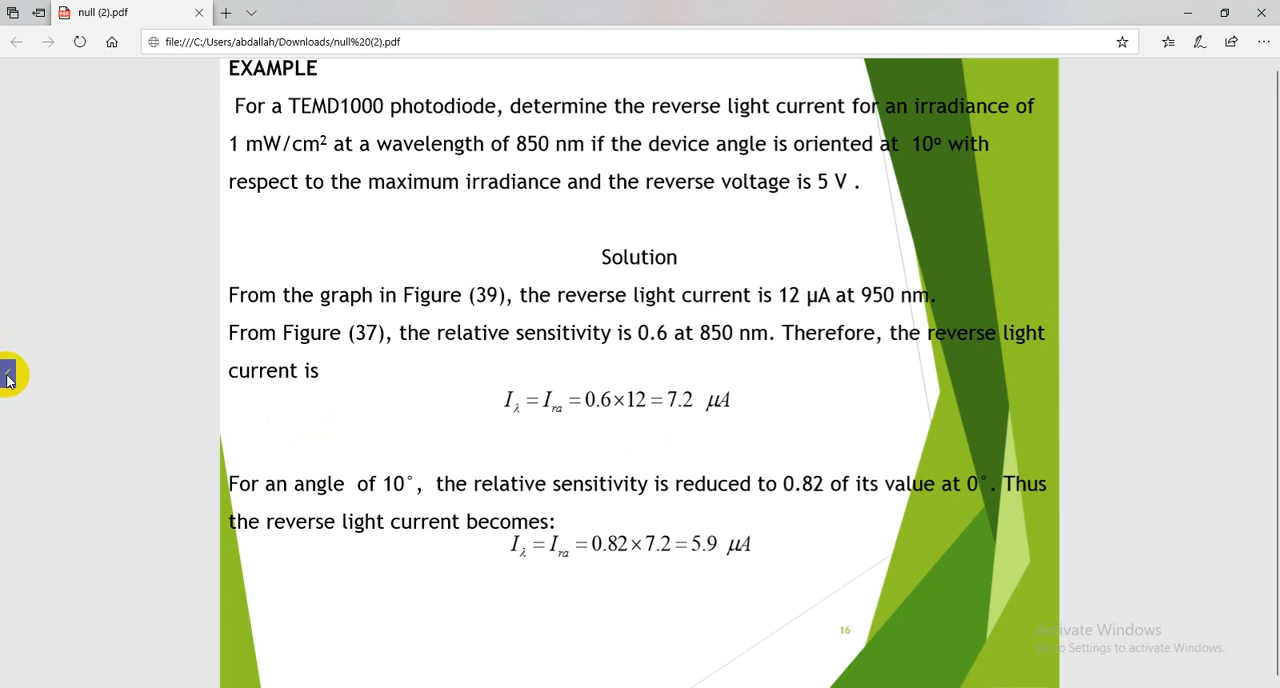 null (2).pdf
file:///C:/Users/abdallah/Downloads/null%20(2).pdf
EXAMPLE
For a TEMD1000 photodiode, determine the reverse light current for an irradiance of
1 mW/cm² at a wavelength of 850 nm if the device angle is oriented at 10º with
respect to the maximum irradiance and the reverse voltage is 5 V .
Solution
From the graph in Figure (39), the reverse light current is 12 µA at 950 nm.
From Figure (37), the relative sensitivity is 0.6 at 850 nm. Therefore, the reverse light
current is
I_λ = I_ra = 0.6×12 = 7.2 µA
For an angle of 10˚, the relative sensitivity is reduced to 0.82 of its value at 0˚. Thus
the reverse light current becomes:
I_λ = I_ra = 0.82×7.2 = 5.9 µA
16
Activate Windows
to Settings to activate Windows.